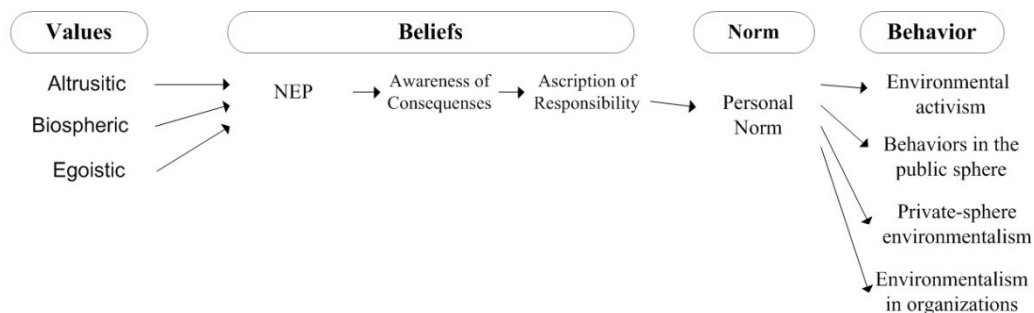 Values
Beliefs
Norm
Behavior
Altrusitic
Biospheric
Egoistic
NEP
Awareness of
Consequenses
Ascription of
Responsibility
Personal
Norm
Environmental
activism
Behaviors in the
public sphere
Private-sphere
environmentalism
Environmentalism
in organizations